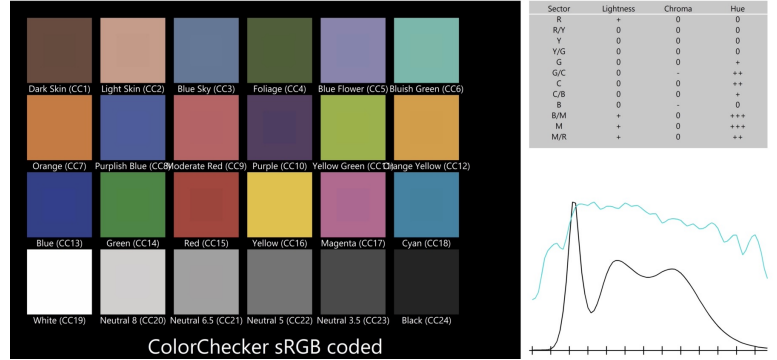 Dark Skin (CC1) Light Skin (CC2) Blue Sky (CC3) Foliage (CC4) Blue Flower (CC5) Bluish Green (CC6)
Orange (CC7) Purplish Blue (CC8) Moderate Red (CC9) Purple (CC10) Yellow Green (CC11) Orange Yellow (CC12)
Blue (CC13) Green (CC14) Red (CC15) Yellow (CC16) Magenta (CC17) Cyan (CC18)
White (CC19) Neutral 8 (CC20) Neutral 6.5 (CC21) Neutral 5 (CC22) Neutral 3.5 (CC23) Black (CC24)
ColorChecker sRGB coded
Sector Lightness Chroma Hue
R + 0 0
R/Y 0 0 0
Y 0 0 0
Y/G 0 0 0
G 0 0 +
G/C 0 - ++
C 0 0 ++
C/B 0 0 +
B 0 - 0
B/M + 0 +++
M + 0 +++
M/R + 0 ++